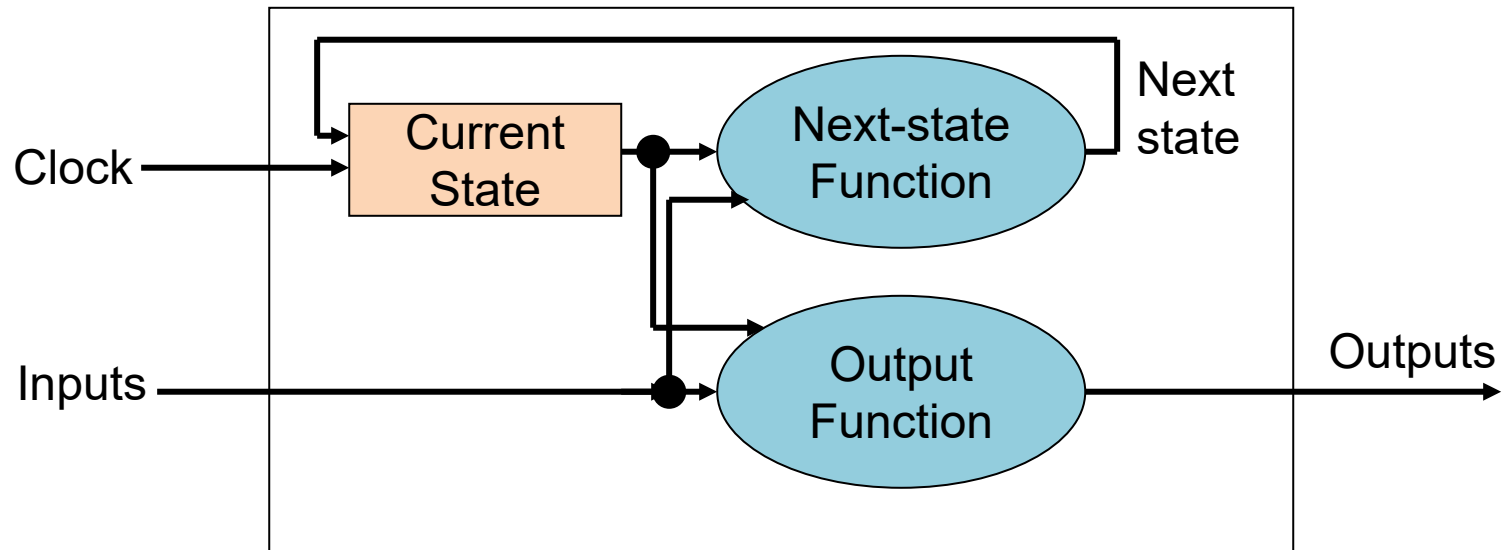 Clock
Current
State
Next-state
Function
Next
state
Inputs
Output
Function
Outputs